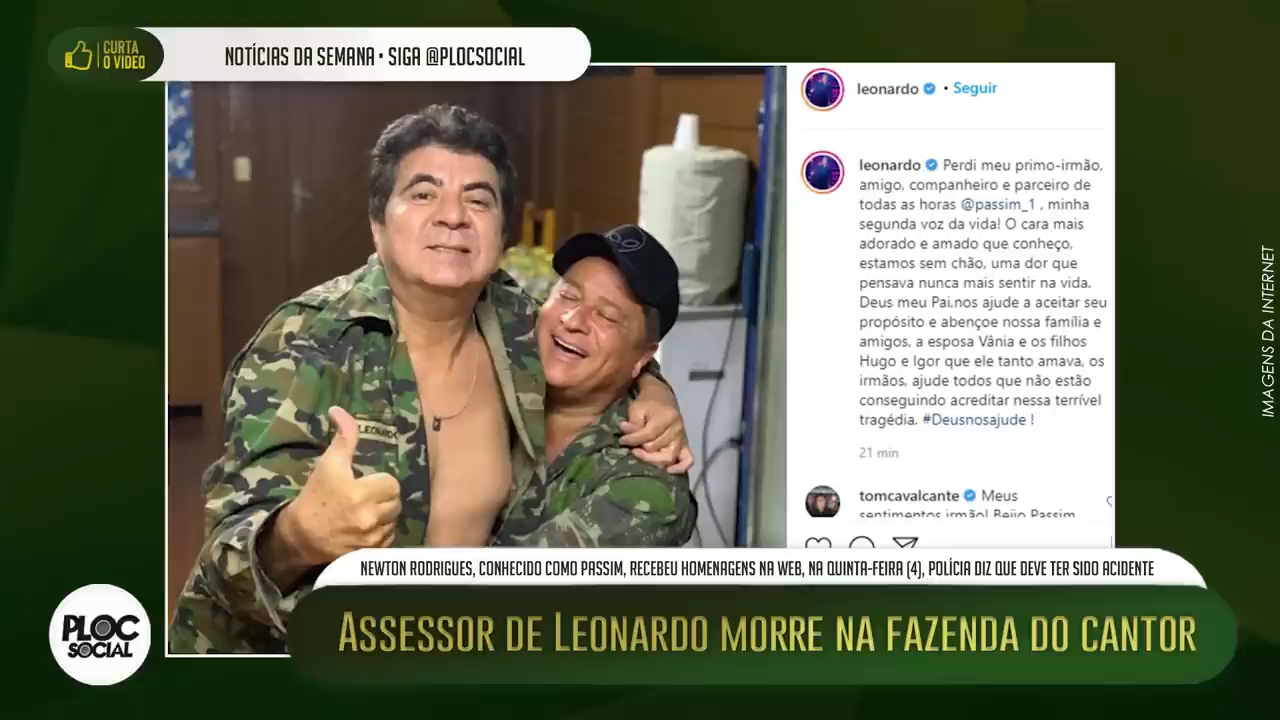 CURTA
O VIDEO
NOTÍCIAS DA SEMANA • SIGA @PLOCSOCIAL
leonardo • Seguir
leonardo Perdi meu primo-irmão,
amigo, companheiro e parceiro de
todas as horas @passim_1 , minha
segunda voz da vida! O cara mais
adorado e amado que conheço,
estamos sem chão, uma dor que
pensava nunca mais sentir na vida.
Deus meu Pai.nos ajude a aceitar seu
propósito e abençoe nossa família e
amigos, a esposa Vânia e os filhos
Hugo e Igor que ele tanto amava, os
irmãos, ajude todos que não estão
conseguindo acreditar nessa terrível
tragédia. #Deusnosajude !
21 min
tomcavalcante Meus
sentimentos irmão! Beijo Passim
LEONARDO
IMAGENS DA INTERNET
NEWTON RODRIGUES, CONHECIDO COMO PASSIM, RECEBEU HOMENAGENS NA WEB, NA QUINTA-FEIRA (4), POLÍCIA DIZ QUE DEVE TER SIDO ACIDENTE
ASSESSOR DE LEONARDO MORRE NA FAZENDA DO CANTOR
PLOC
SOCIAL